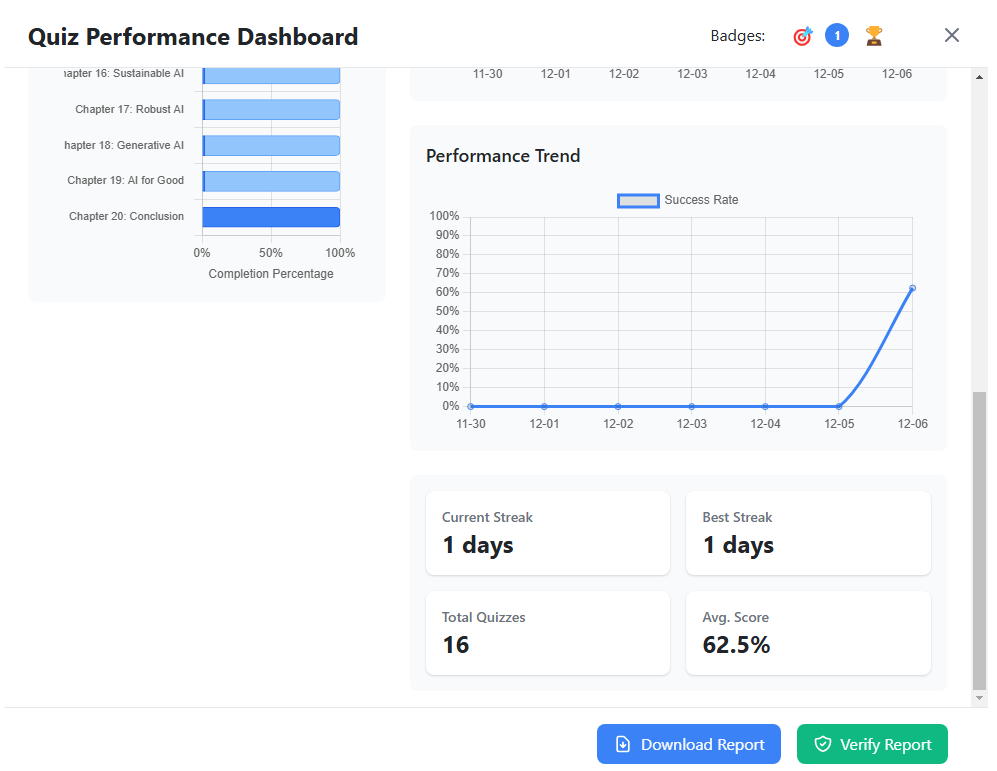 Quiz Performance Dashboard
Badges:
1
hapter 16: Sustainable AI
Chapter 17: Robust AI
hapter 18: Generative AI
Chapter 19: AI for Good
Chapter 20: Conclusion
0% 50% 100%
Completion Percentage
11-30 12-01 12-02 12-03 12-04 12-05 12-06
Performance Trend
Success Rate
100%
90%
80%
70%
60%
50%
40%
30%
20%
10%
0%
11-30 12-01 12-02 12-03 12-04 12-05 12-06
Current Streak
1 days
Best Streak
1 days
Total Quizzes
16
Avg. Score
62.5%
Download Report
Verify Report